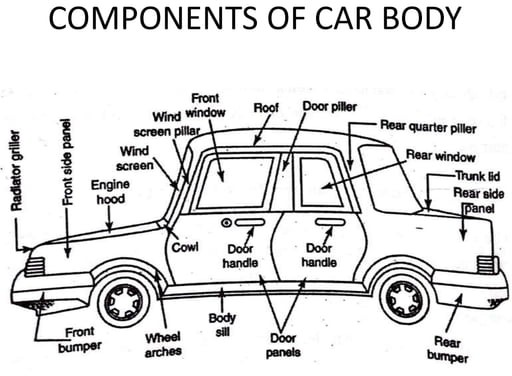 COMPONENTS OF CAR BODY
Front
window
Roof
Door piller
Wind
screen pillar
Rear quarter piller
Wind
screen
Rear window
Radiator griller
Front side panel
Engine
hood
Trunk lid
Rear side
panel
Cowl
Door
handle
Door
handle
Front
bumper
Wheel
arches
Body
sill
Door
panels
Rear
bumper